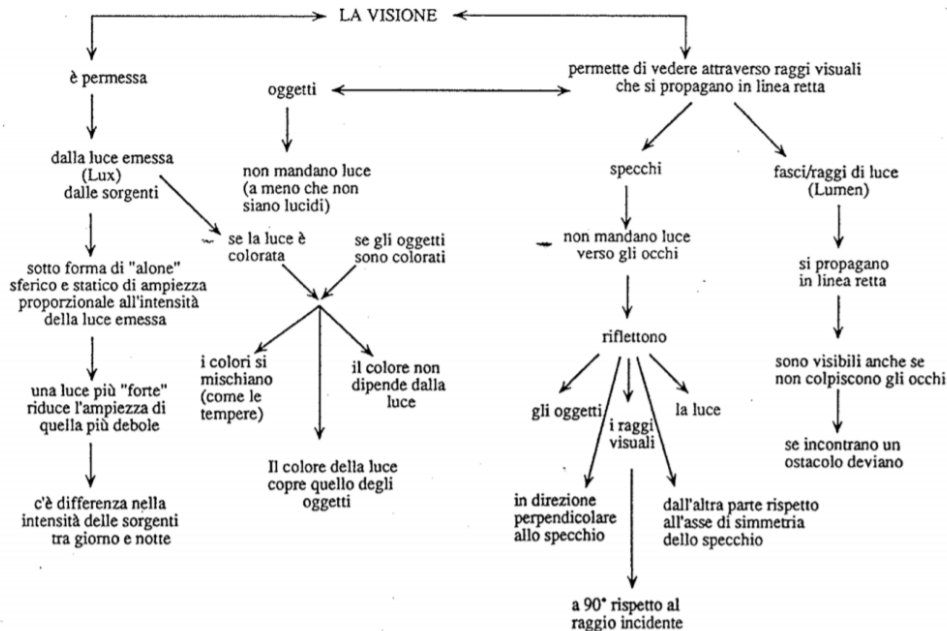 LA VISIONE
è permessa
permette di vedere attraverso raggi visuali
che si propagano in linea retta
oggetti
dalla luce emessa
(Lux)
dalle sorgenti
non mandano luce
(a meno che non
siano lucidi)
specchi
fasci/raggi di luce
(Lumen)
se la luce è
colorata
se gli oggetti
sono colorati
non mandano luce
verso gli occhi
si propagano
in linea retta
sotto forma di "alone"
sferico e statico di ampiezza
proporzionale all'intensità
della luce emessa
riflettono
i colori si
mischiano
(come le
tempere)
il colore non
dipende dalla
luce
sono visibili anche se
non colpiscono gli occhi
una luce più "forte"
riduce l'ampiezza di
quella più debole
gli oggetti
i raggi
visuali
la luce
se incontrano un
ostacolo deviano
Il colore della luce
copre quello degli
oggetti
c'è differenza nella
intensità delle sorgenti
tra giorno e notte
in direzione
perpendicolare
allo specchio
dall'altra parte rispetto
all'asse di simmetria
dello specchio
a 90° rispetto al
raggio incidente